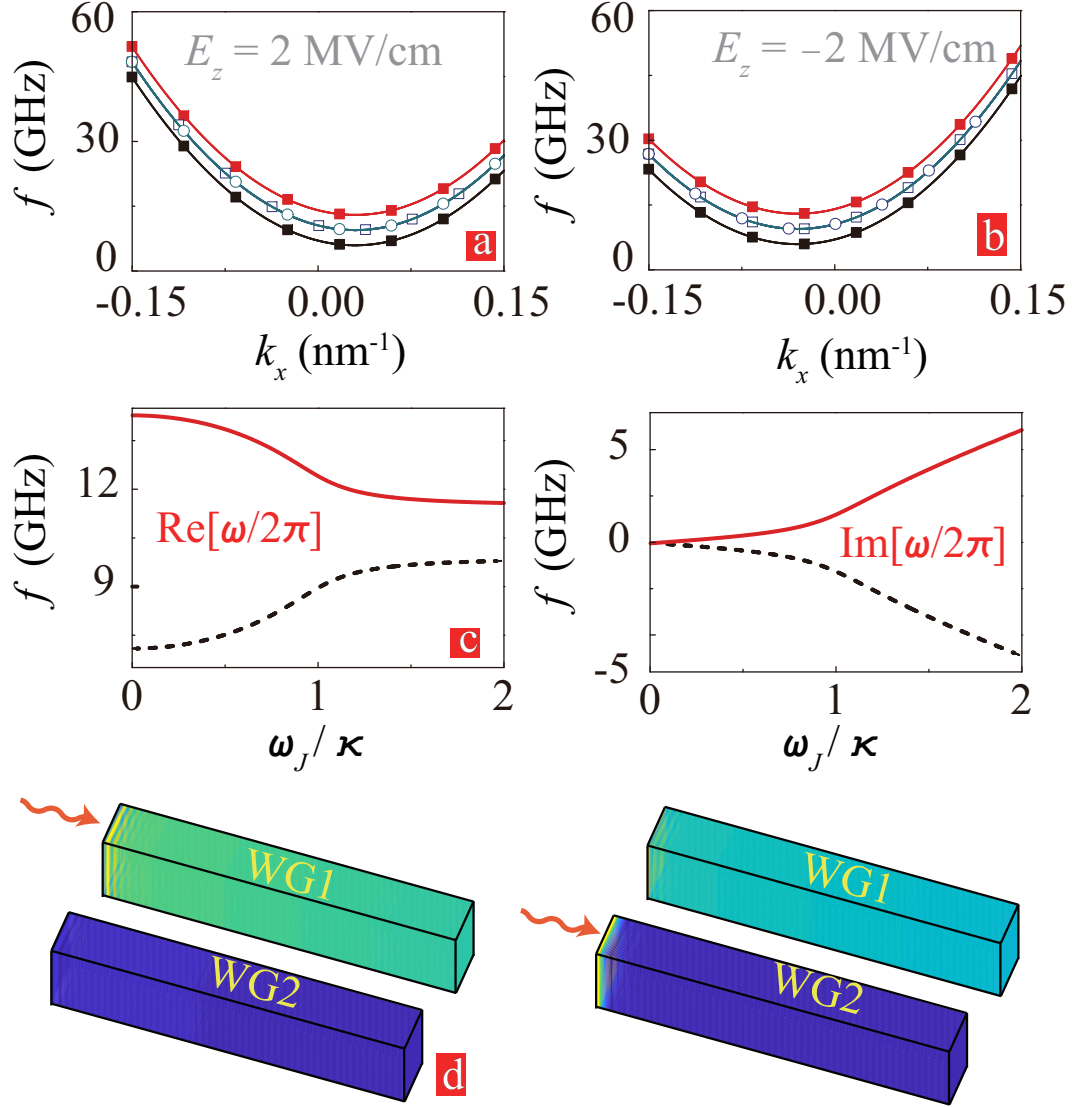 60
30
0
f (GHz)
E_z = 2 MV/cm
a
-0.15
0.00
0.15
k_x (nm⁻¹)
60
30
0
f (GHz)
E_z = −2 MV/cm
b
-0.15
0.00
0.15
k_x (nm⁻¹)
12
9
f (GHz)
Re[ω/2π]
c
0
1
2
ω_J / κ
5
0
-5
f (GHz)
Im[ω/2π]
0
1
2
ω_J / κ
WG1
WG2
d
WG1
WG2